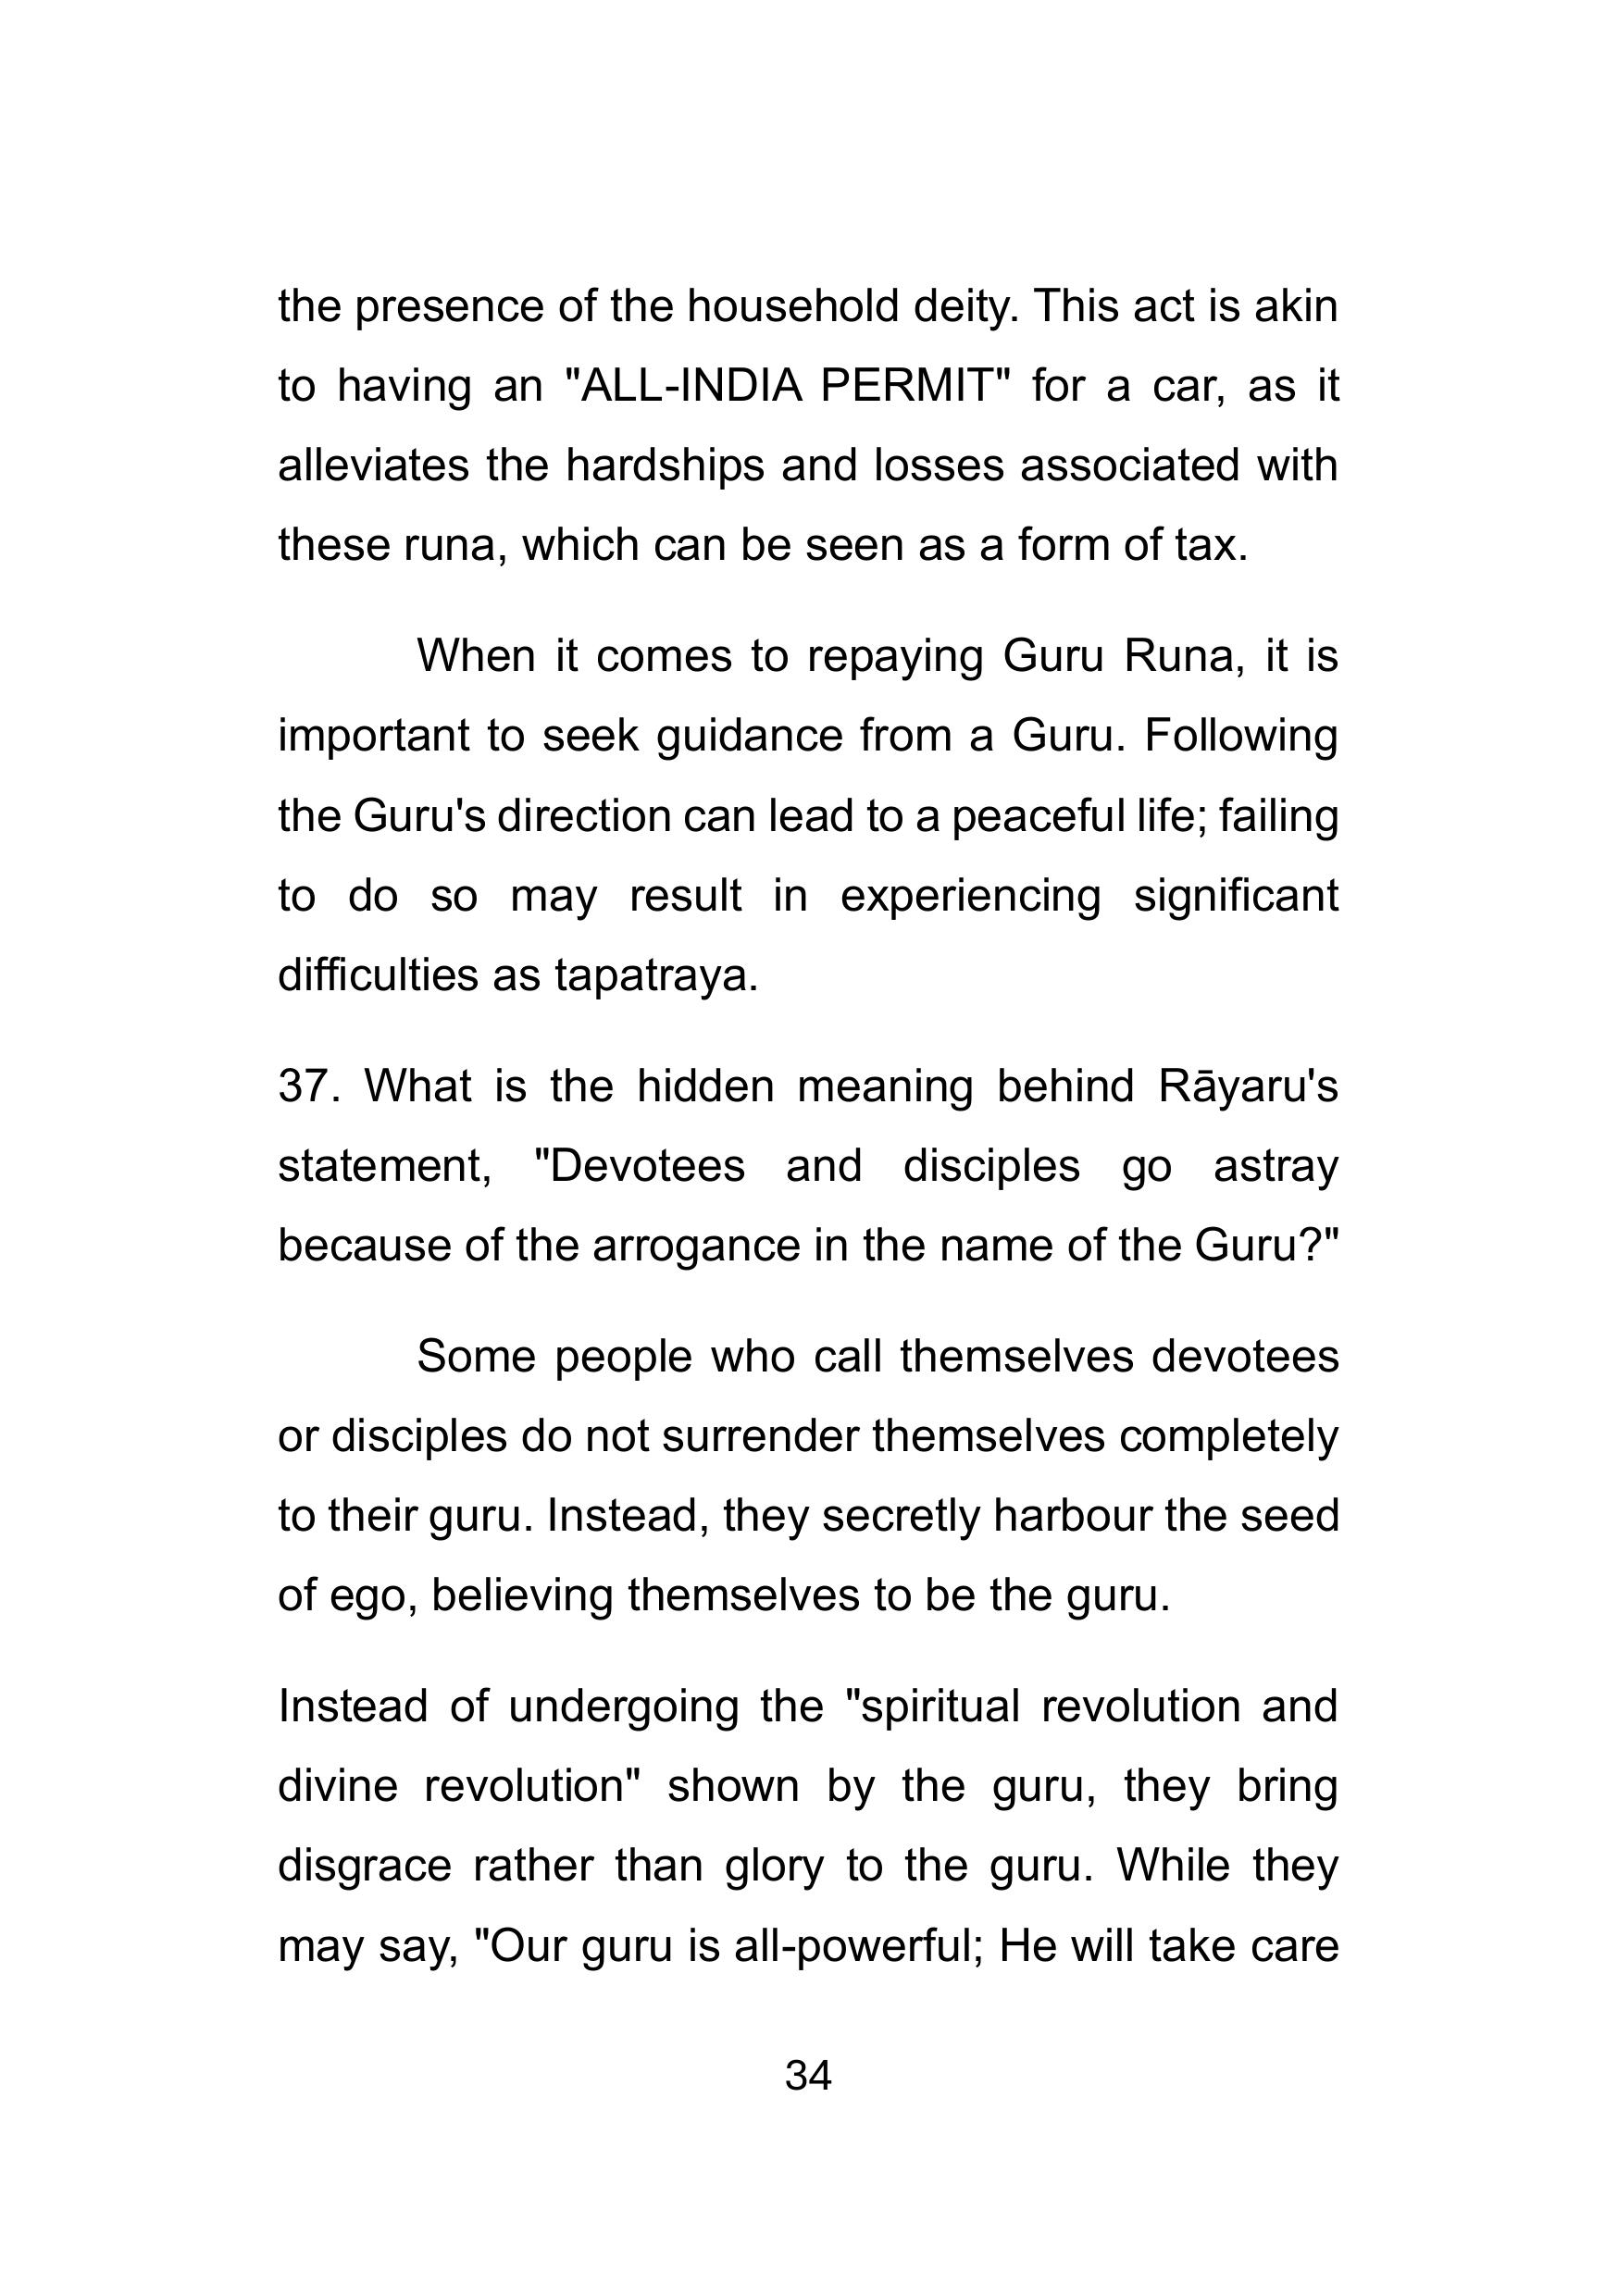 the presence of the household deity. This act is akin
to having an "ALL-INDIA PERMIT" for a car, as it
alleviates the hardships and losses associated with
these runa, which can be seen as a form of tax.
When it comes to repaying Guru Runa, it is
important to seek guidance from a Guru. Following
the Guru's direction can lead to a peaceful life; failing
to do so may result in experiencing significant
difficulties as tapatraya.
37. What is the hidden meaning behind Rāyaru's
statement, "Devotees and disciples go astray
because of the arrogance in the name of the Guru?"
Some people who call themselves devotees
or disciples do not surrender themselves completely
to their guru. Instead, they secretly harbour the seed
of ego, believing themselves to be the guru.
Instead of undergoing the "spiritual revolution and
divine revolution" shown by the guru, they bring
disgrace rather than glory to the guru. While they
may say, "Our guru is all-powerful; He will take care
34